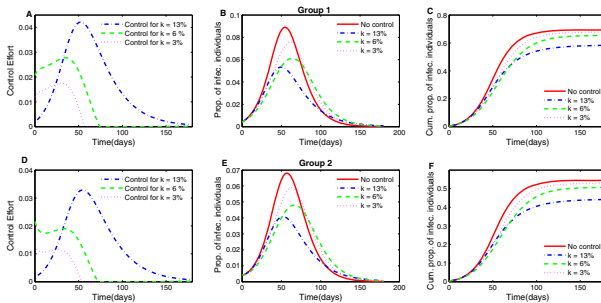 Group 1
A
Control Effort
0.05
0.04
0.03
0.02
0.01
0
0
50
100
150
Time(days)
Control for k = 13%
Control for k = 6 %
Control for k = 3%
B
Psp. of infec. individuals
0.1
0.08
0.06
0.04
0.02
0
0
50
100
150
200
Time(days)
No control
k = 13%
k = 6%
k = 3%
C
Cum. prop. of infec. individuals
0.8
0.6
0.4
0.2
0
0
50
100
150
Time(days)
No control
k = 13%
k = 6%
k = 3%
Group 2
D
Control Effort
0.05
0.04
0.03
0.02
0.01
0
0
50
100
150
Time(days)
Control for k = 13%
Control for k = 6 %
Control for k = 3%
E
Psp. of infec. individuals
0.07
0.06
0.05
0.04
0.03
0.02
0.01
0
0
50
100
150
200
Time(days)
No control
k = 13%
k = 6%
k = 3%
F
Cum. prop. of infec. individuals
0.6
0.4
0.2
0
0
50
100
150
Time(days)
No control
k = 13%
k = 6%
k = 3%